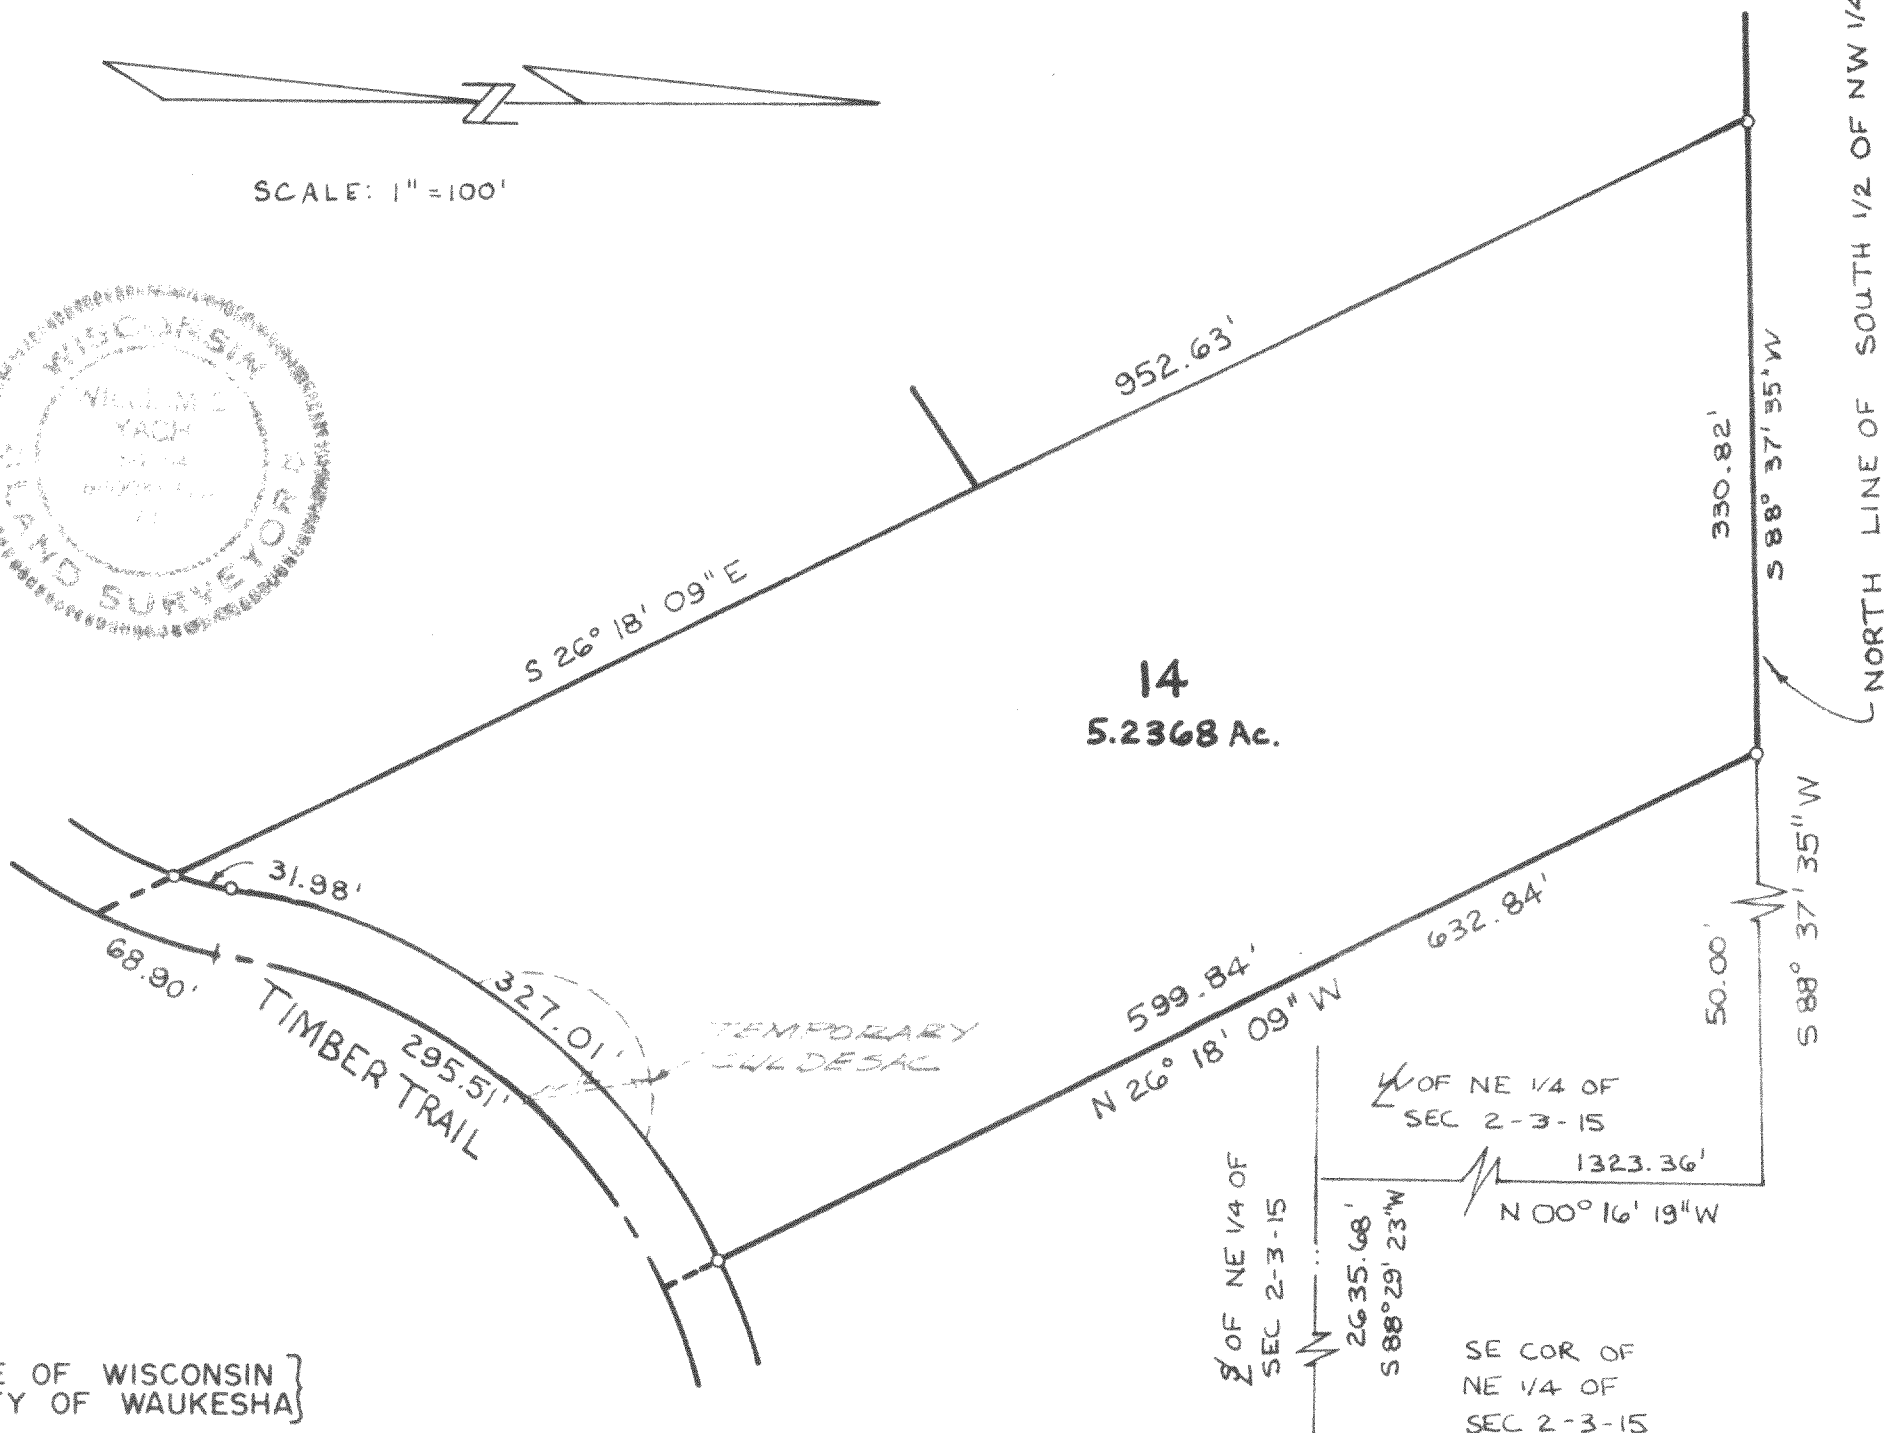 SCALE: 1"=100'
WISCONSIN
YACH
LAND SURVEYOR
952.63'
S 26° 18' 09" E
14
5.2368 Ac.
330.82'
S 88° 37' 35" W
NORTH LINE OF SOUTH 1/2 OF NW 1/4
31.98'
68.90'
327.01'
295.51'
TIMBER TRAIL
TEMPORARY
CUL DESAC
632.84'
599.84'
N 26° 18' 09" W
50.00'
S 88° 37' 35" W
OF NE 1/4 OF
SEC 2-3-15
1323.36'
N 00° 16' 19" W
OF NE 1/4 OF
SEC 2-3-15
2635.68'
S 88° 29' 23" W
SE COR OF
NE 1/4 OF
SEC 2-3-15
OF WISCONSIN
OF WAUKESHA